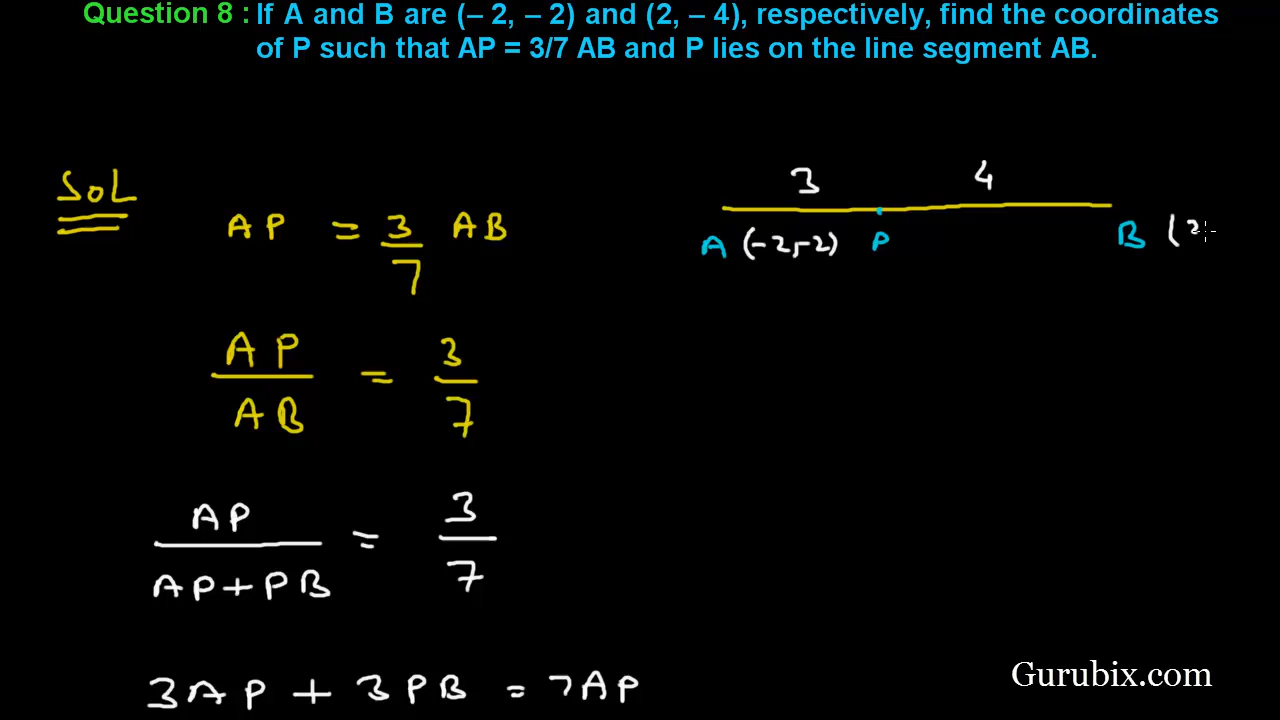 Question 8 : If A and B are (– 2, – 2) and (2, – 4), respectively, find the coordinates
of P such that AP = 3/7 AB and P lies on the line segment AB.
SOL
AP = 3/7 AB
3 4
A (-2,-2) P B (2
AP/AB = 3/7
AP/AP+PB = 3/7
3AP + 3PB = 7AP
Gurubix.com